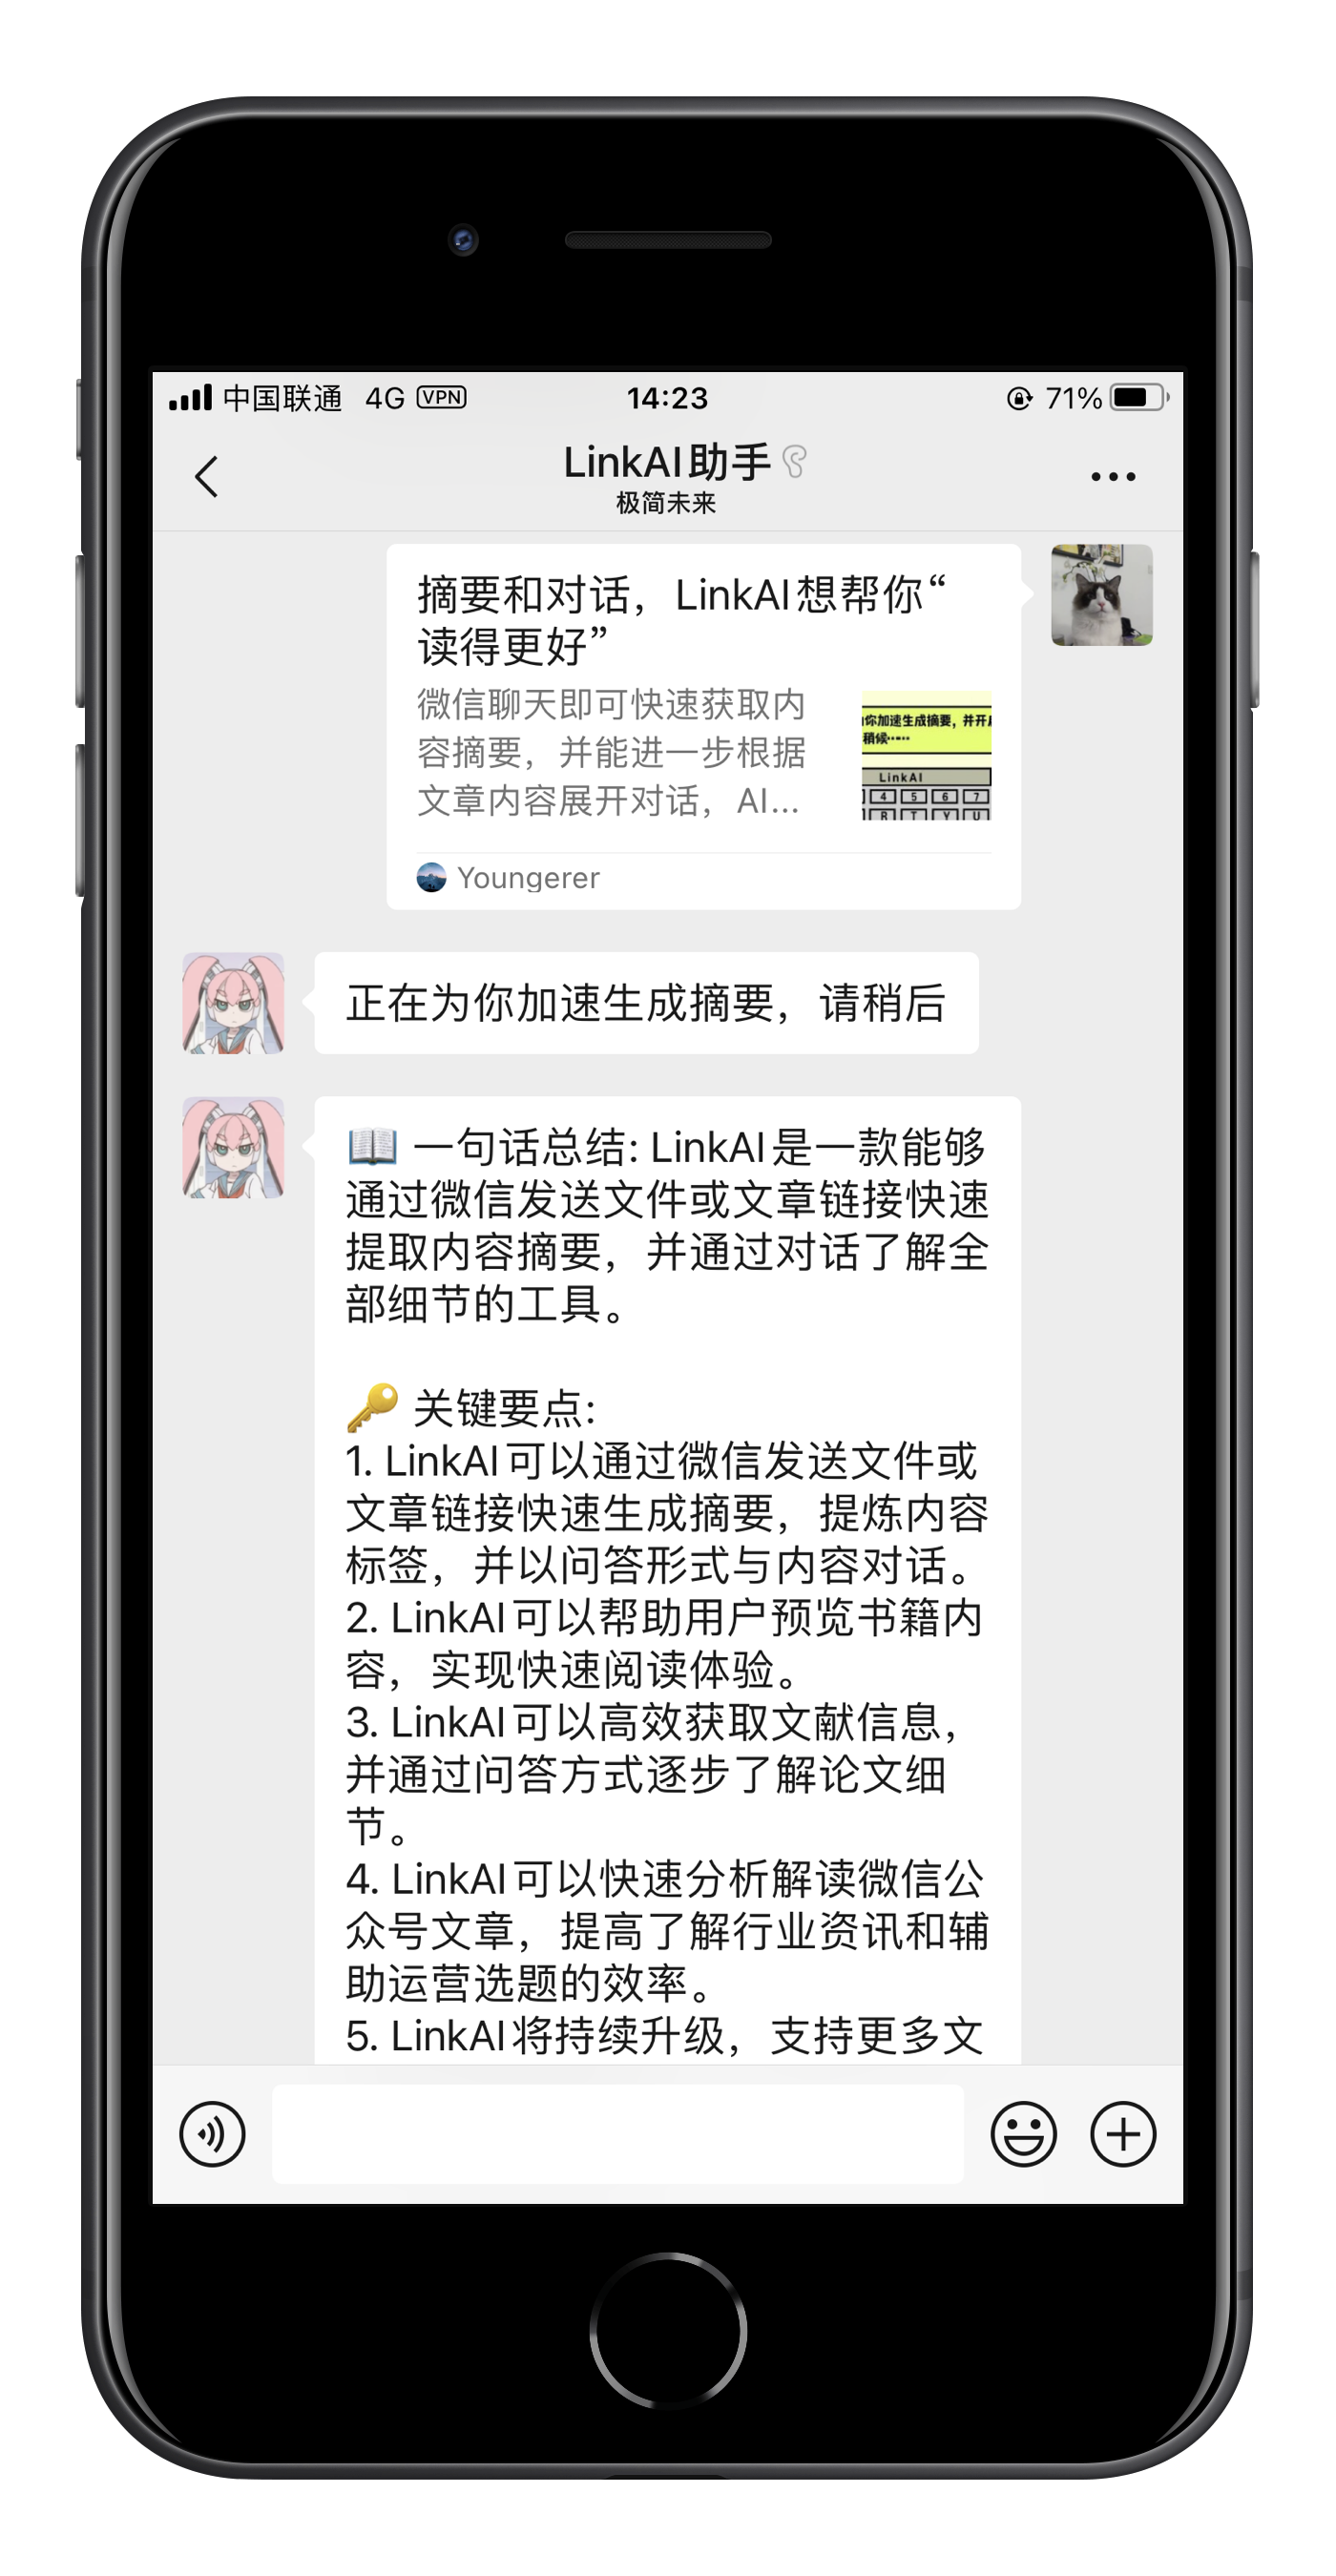 中国联通 4G VPN 14:23 71%
LinkAI助手
极简未来
摘要和对话，LinkAI想帮你“
读得更好”
微信聊天即可快速获取内
容摘要，并能进一步根据
文章内容展开对话，AI...
你加速生成摘要，并开
稍候······
LinkAI
4 5 6 7
R T Y U
Youngerer
正在为你加速生成摘要，请稍后
📖 一句话总结: LinkAI是一款能够
通过微信发送文件或文章链接快速
提取内容摘要，并通过对话了解全
部细节的工具。
🔑 关键要点:
1. LinkAI可以通过微信发送文件或
文章链接快速生成摘要，提炼内容
标签，并以问答形式与内容对话。
2. LinkAI可以帮助用户预览书籍内
容，实现快速阅读体验。
3. LinkAI可以高效获取文献信息，
并通过问答方式逐步了解论文细
节。
4. LinkAI可以快速分析解读微信公
众号文章，提高了解行业资讯和辅
助运营选题的效率。
5. LinkAI将持续升级，支持更多文